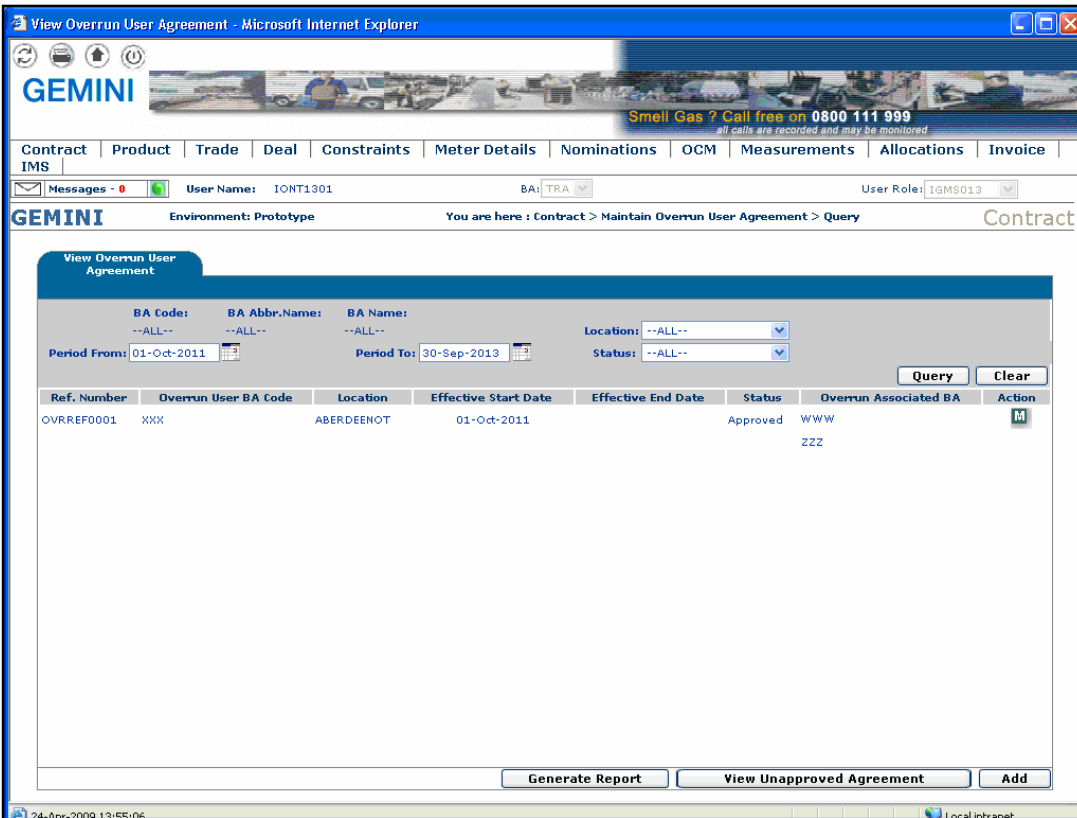 View Overrun User Agreement - Microsoft Internet Explorer
GEMINI
Smell Gas ? Call free on 0800 111 999
all calls are recorded and may be monitored
Contract | Product | Trade | Deal | Constraints | Meter Details | Nominations | OCM | Measurements | Allocations | Invoice |
IMS |
Messages - 0 User Name: IONT1301 BA: TRA User Role: IGMS013
GEMINI Environment: Prototype You are here : Contract > Maintain Overrun User Agreement > Query Contract
View Overrun User
Agreement
BA Code: BA Abbr.Name: BA Name:
--ALL-- --ALL-- --ALL-- Location: --ALL--
Period From: 01-Oct-2011 Period To: 30-Sep-2013 Status: --ALL--
Query Clear
Ref. Number Overrun User BA Code Location Effective Start Date Effective End Date Status Overrun Associated BA Action
OVRREF0001 XXX ABERDEENOT 01-Oct-2011 Approved WWW M
ZZZ
Generate Report View Unapproved Agreement Add
24-Apr-2009 13:55:06 Local intranet